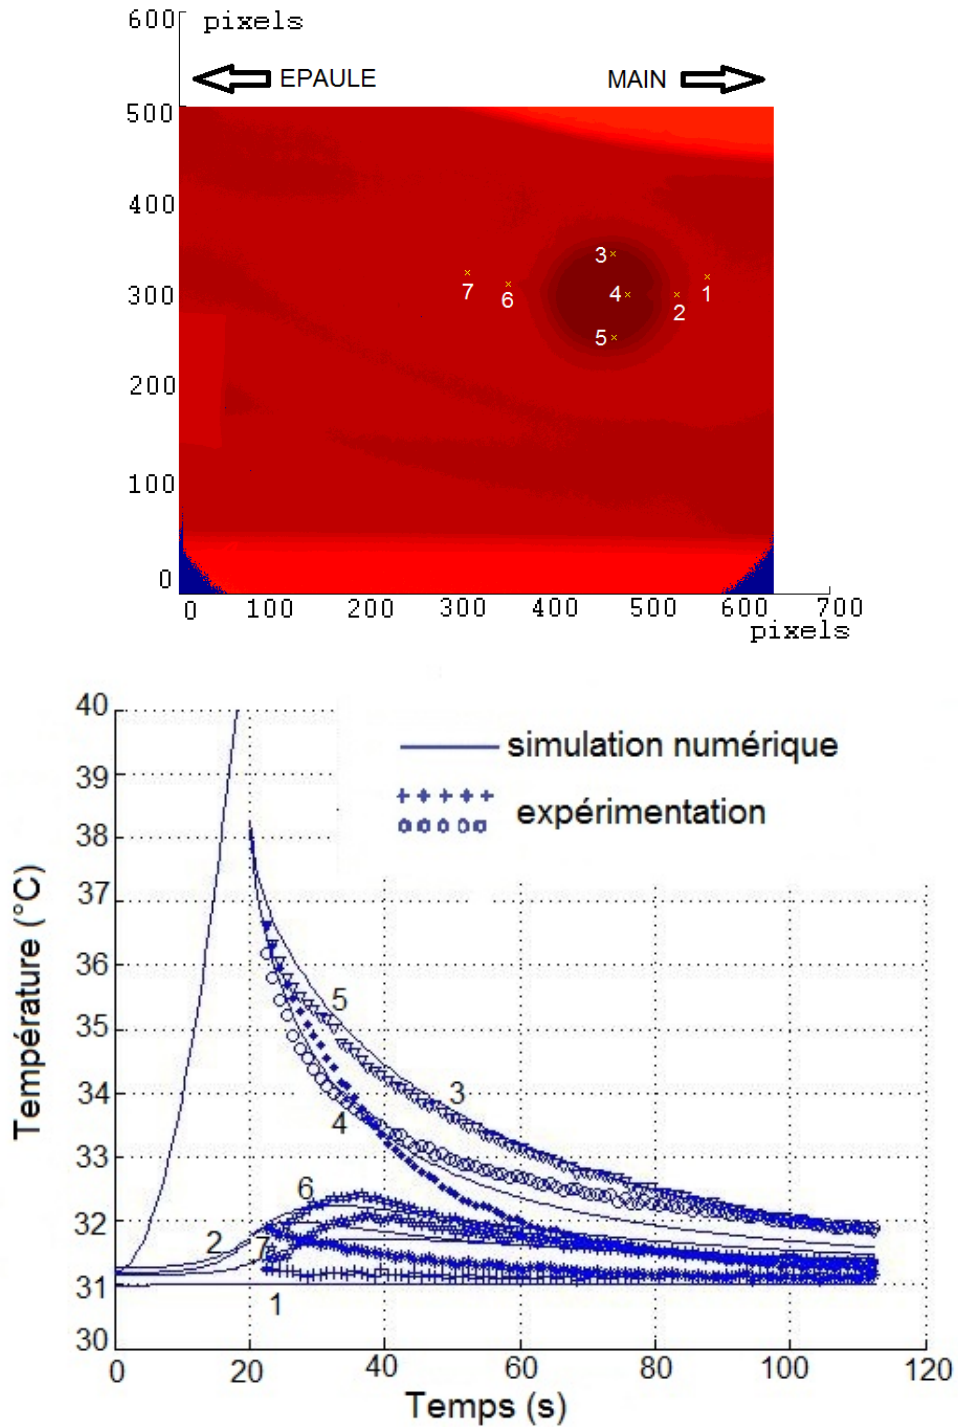 600 pixels
EPAULE MAIN
500
400
3
7 6 4 2 1
300
5
200
100
0
0 100 200 300 400 500 600 700
pixels
40
simulation numérique
39
expérimentation
38
37
36
5
35
Température (°C)
34
3
4
33
6
32
2 7
31
1
30
0 20 40 60 80 100 120
Temps (s)